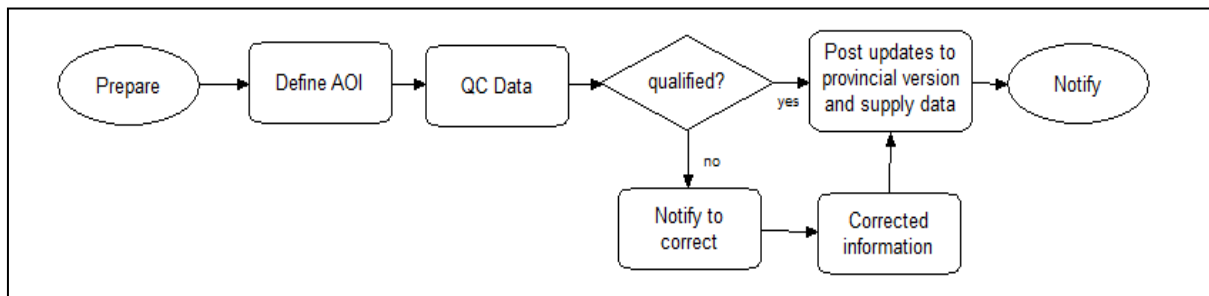 Prepare
Define AOI
QC Data
qualified?
yes
Post updates to
provincial version
and supply data
Notify
no
Notify to
correct
Corrected
information